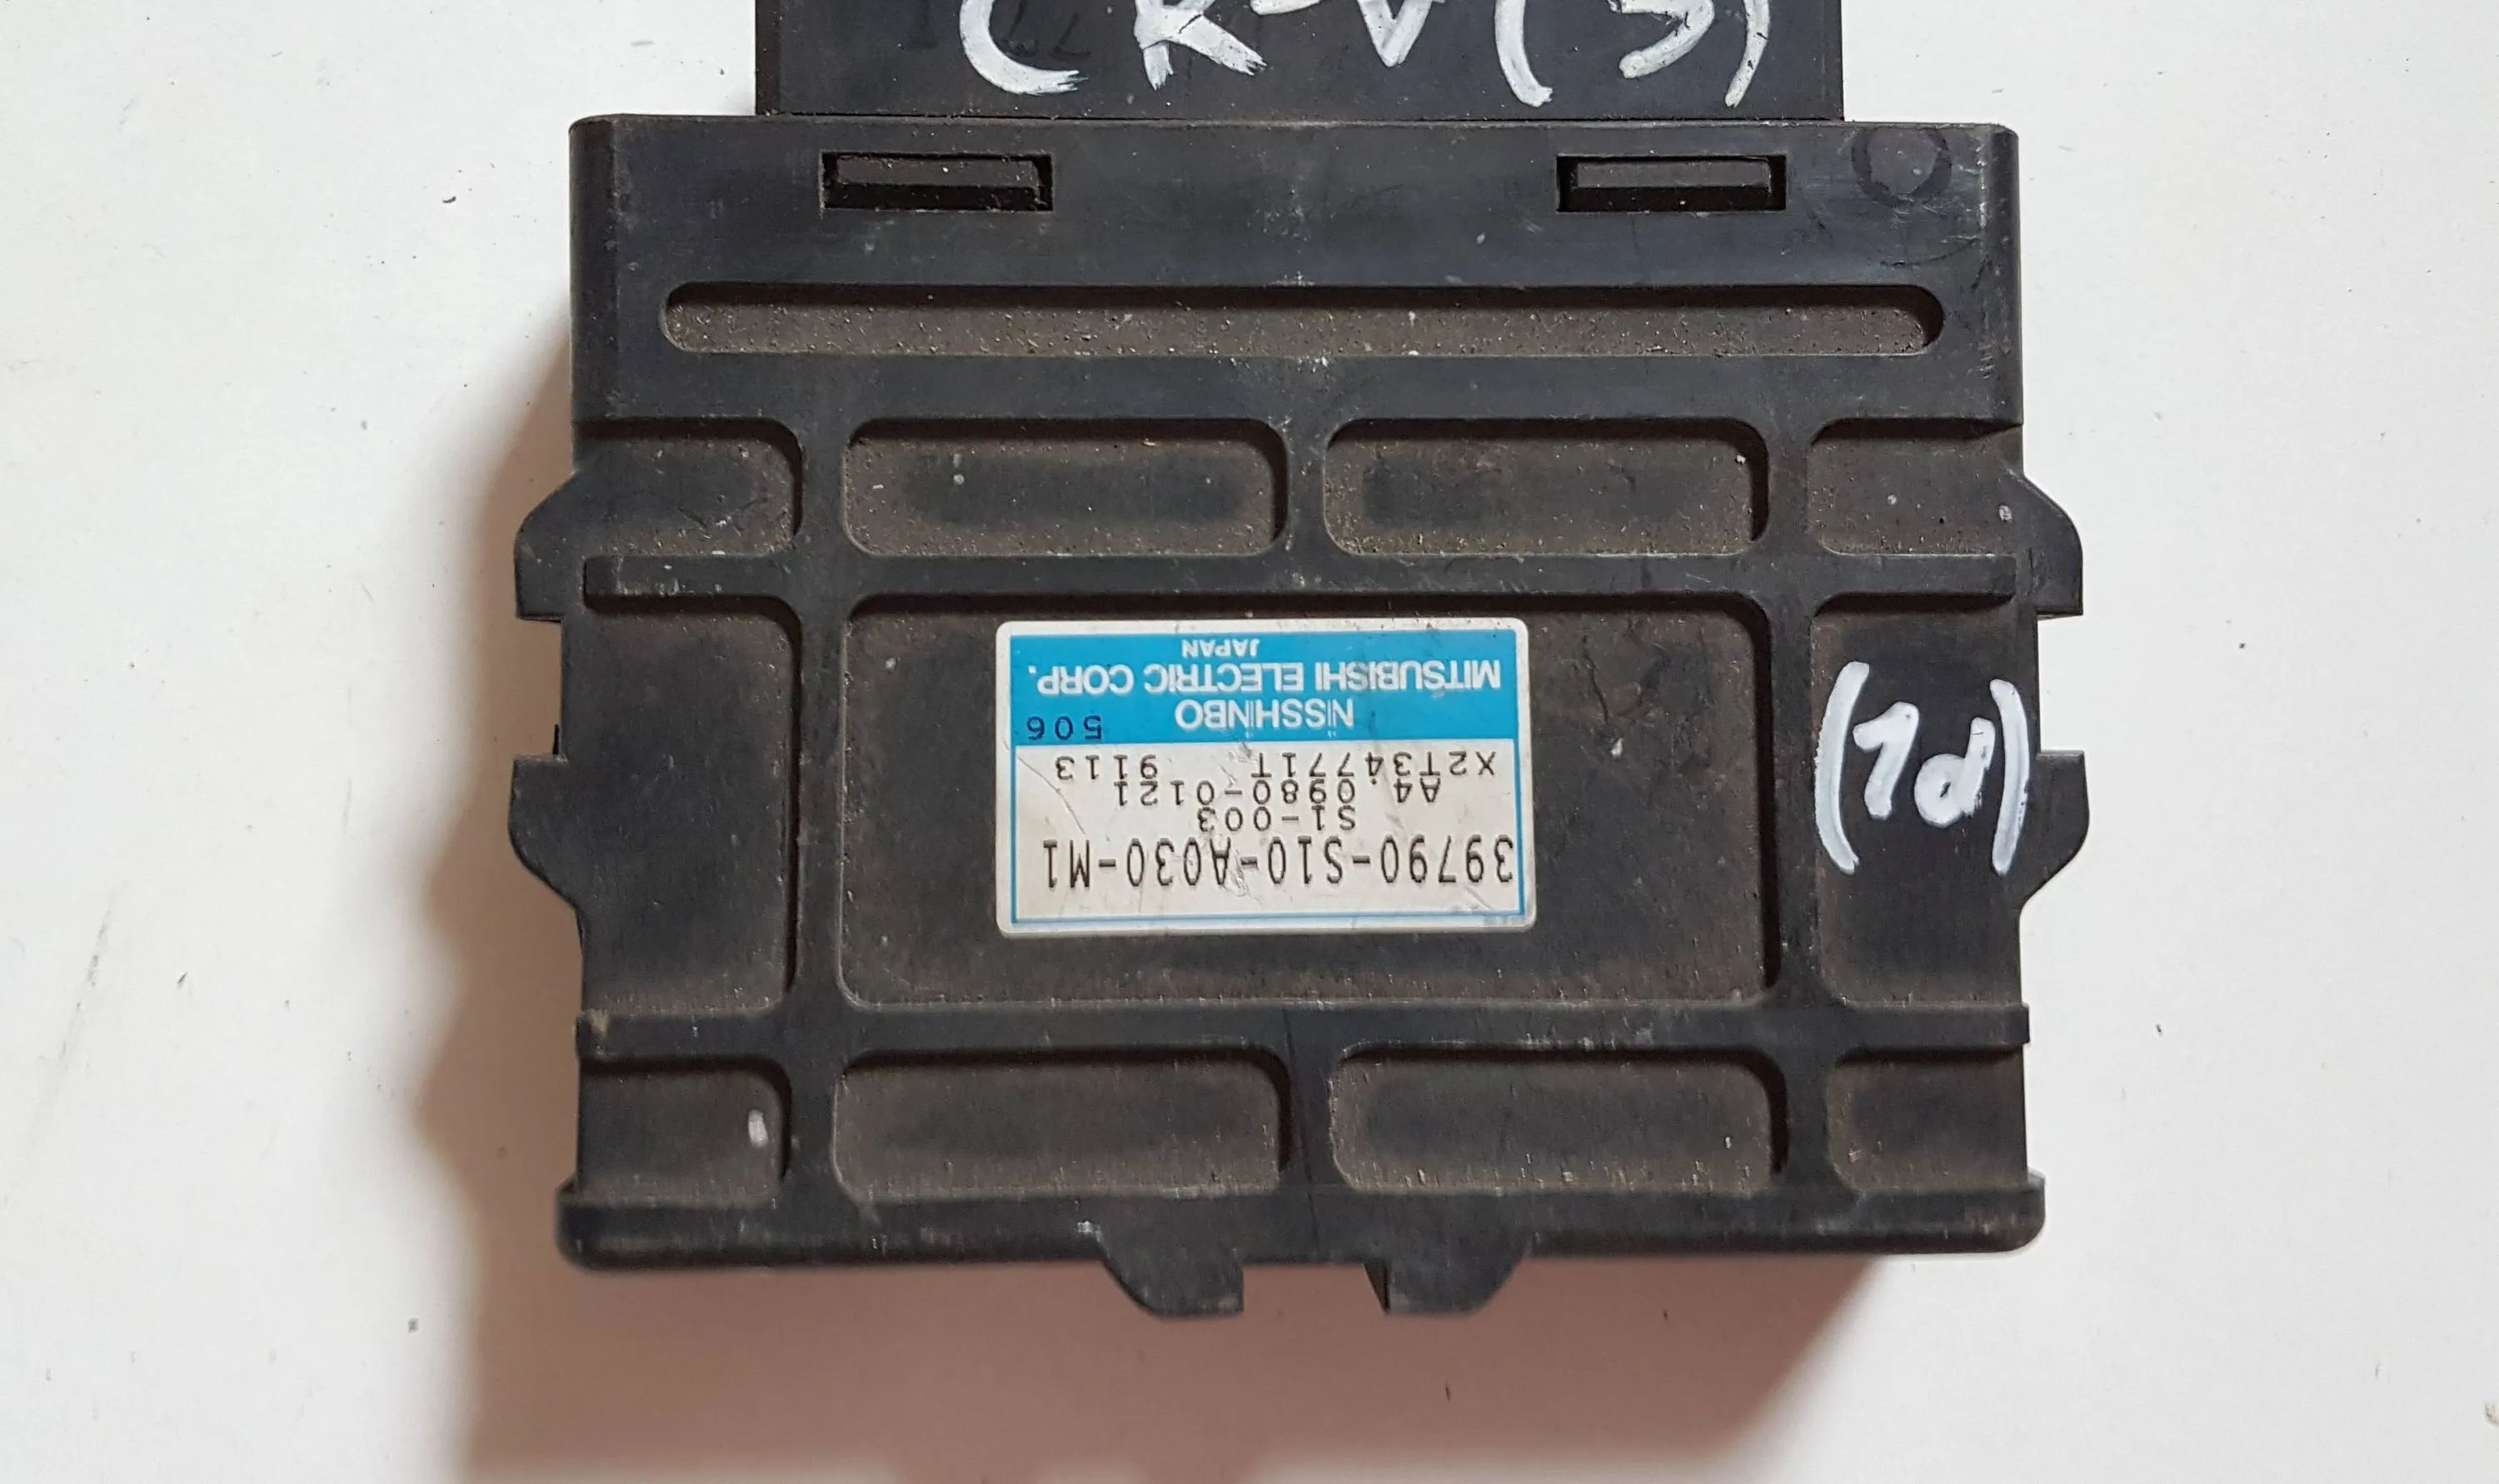 CR-V(3)
39790-S10-A030-M1
S1-003
A4.0980-0121
X2T34771T 9113
NISSHINBO 506
MITSUBISHI ELECTRIC CORP.
JAPAN
(1d)